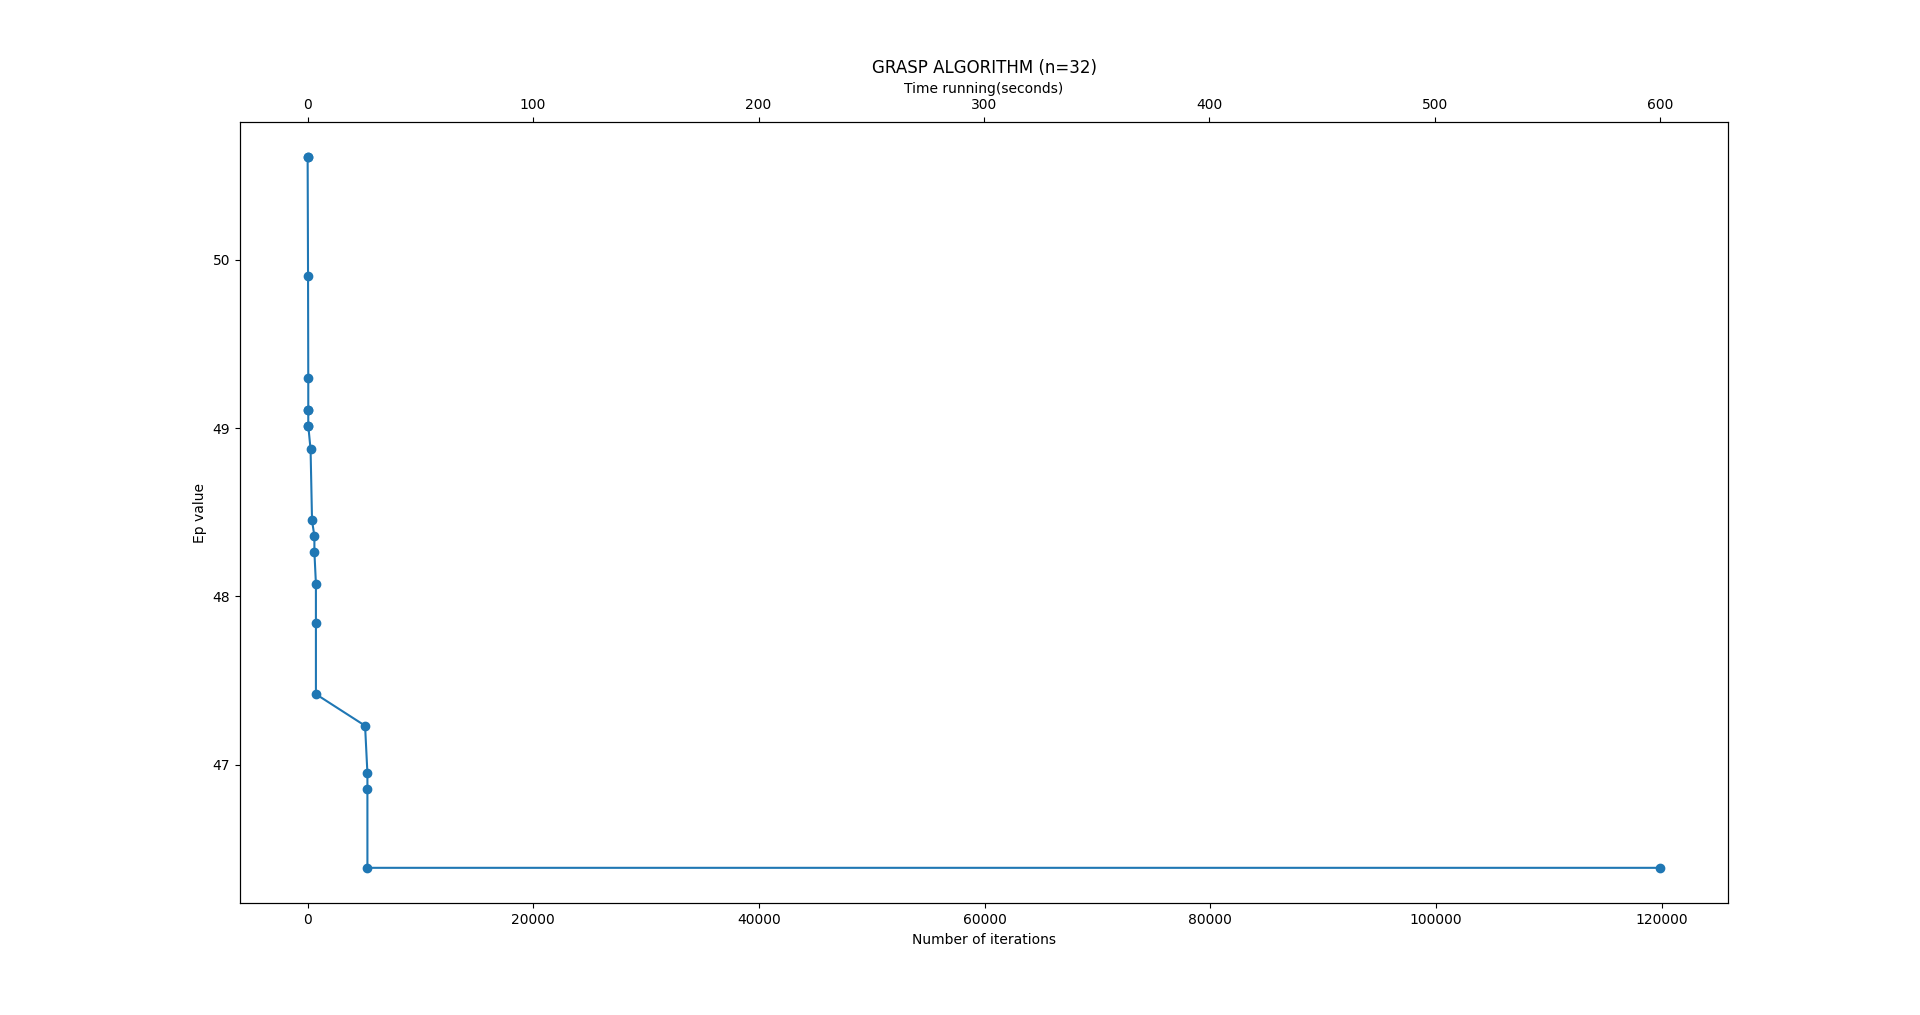 GRASP ALGORITHM (n=32)
Time running(seconds)
0 100 200 300 400 500 600
50
49
48
47
Ep value
0 20000 40000 60000 80000 100000 120000
Number of iterations